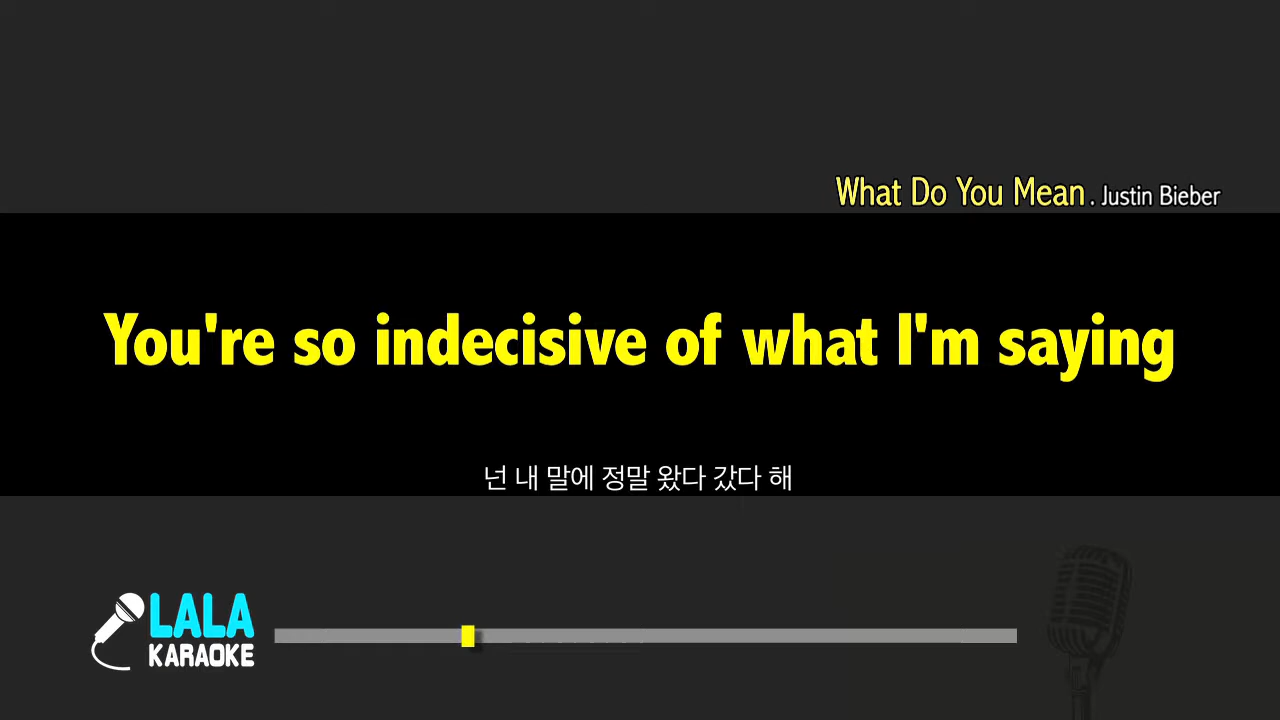 What Do You Mean . Justin Bieber
You're so indecisive of what I'm saying
넌 내 말에 정말 왔다 갔다 해
LALA
KARAOKE